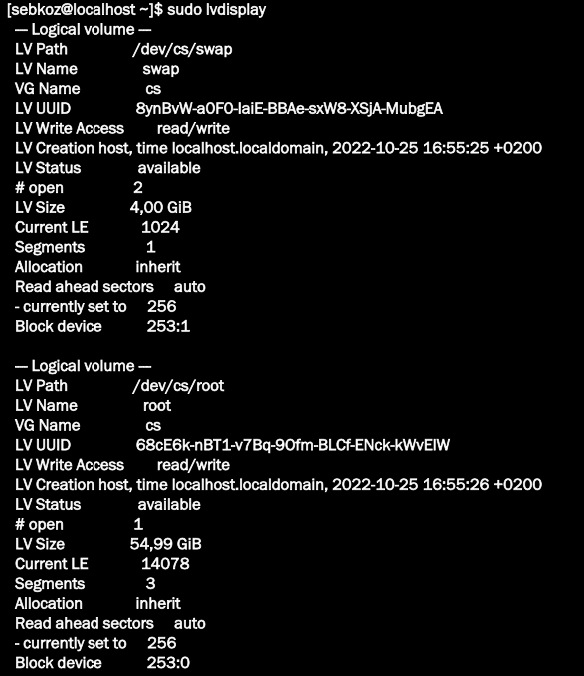 [sebkoz@localhost ~]$ sudo lvdisplay
— Logical volume —
LV Path /dev/cs/swap
LV Name swap
VG Name cs
LV UUID 8ynBvW-a0F0-laiE-BBAe-sxW8-XSjA-MubgEA
LV Write Access read/write
LV Creation host, time localhost.localdomain, 2022-10-25 16:55:25 +0200
LV Status available
# open 2
LV Size 4,00 GiB
Current LE 1024
Segments 1
Allocation inherit
Read ahead sectors auto
- currently set to 256
Block device 253:1
— Logical volume —
LV Path /dev/cs/root
LV Name root
VG Name cs
LV UUID 68cE6k-nBT1-v7Bq-9Ofm-BLCf-ENck-kWvElW
LV Write Access read/write
LV Creation host, time localhost.localdomain, 2022-10-25 16:55:26 +0200
LV Status available
# open 1
LV Size 54,99 GiB
Current LE 14078
Segments 3
Allocation inherit
Read ahead sectors auto
- currently set to 256
Block device 253:0